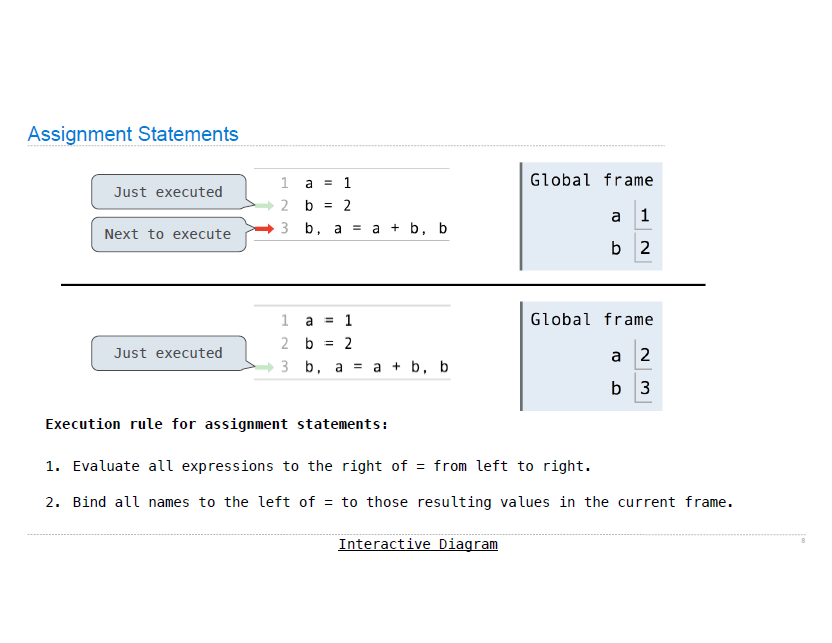 Assignment Statements
Just executed
Next to execute
1 a = 1
2 b = 2
3 b, a = a + b, b
Global frame
a 1
b 2
Just executed
1 a = 1
2 b = 2
3 b, a = a + b, b
Global frame
a 2
b 3
Execution rule for assignment statements:
1. Evaluate all expressions to the right of = from left to right.
2. Bind all names to the left of = to those resulting values in the current frame.
Interactive Diagram
8